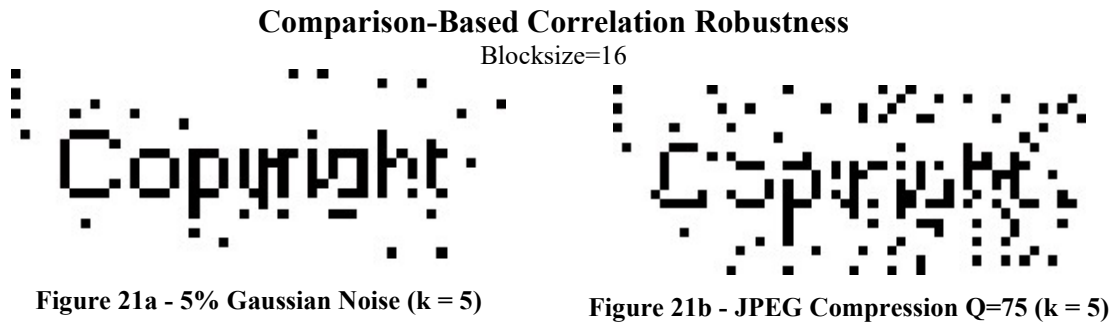 Comparison-Based Correlation Robustness
Blocksize=16
Copyright
Copyright
Figure 21a - 5% Gaussian Noise (k = 5)
Figure 21b - JPEG Compression Q=75 (k = 5)